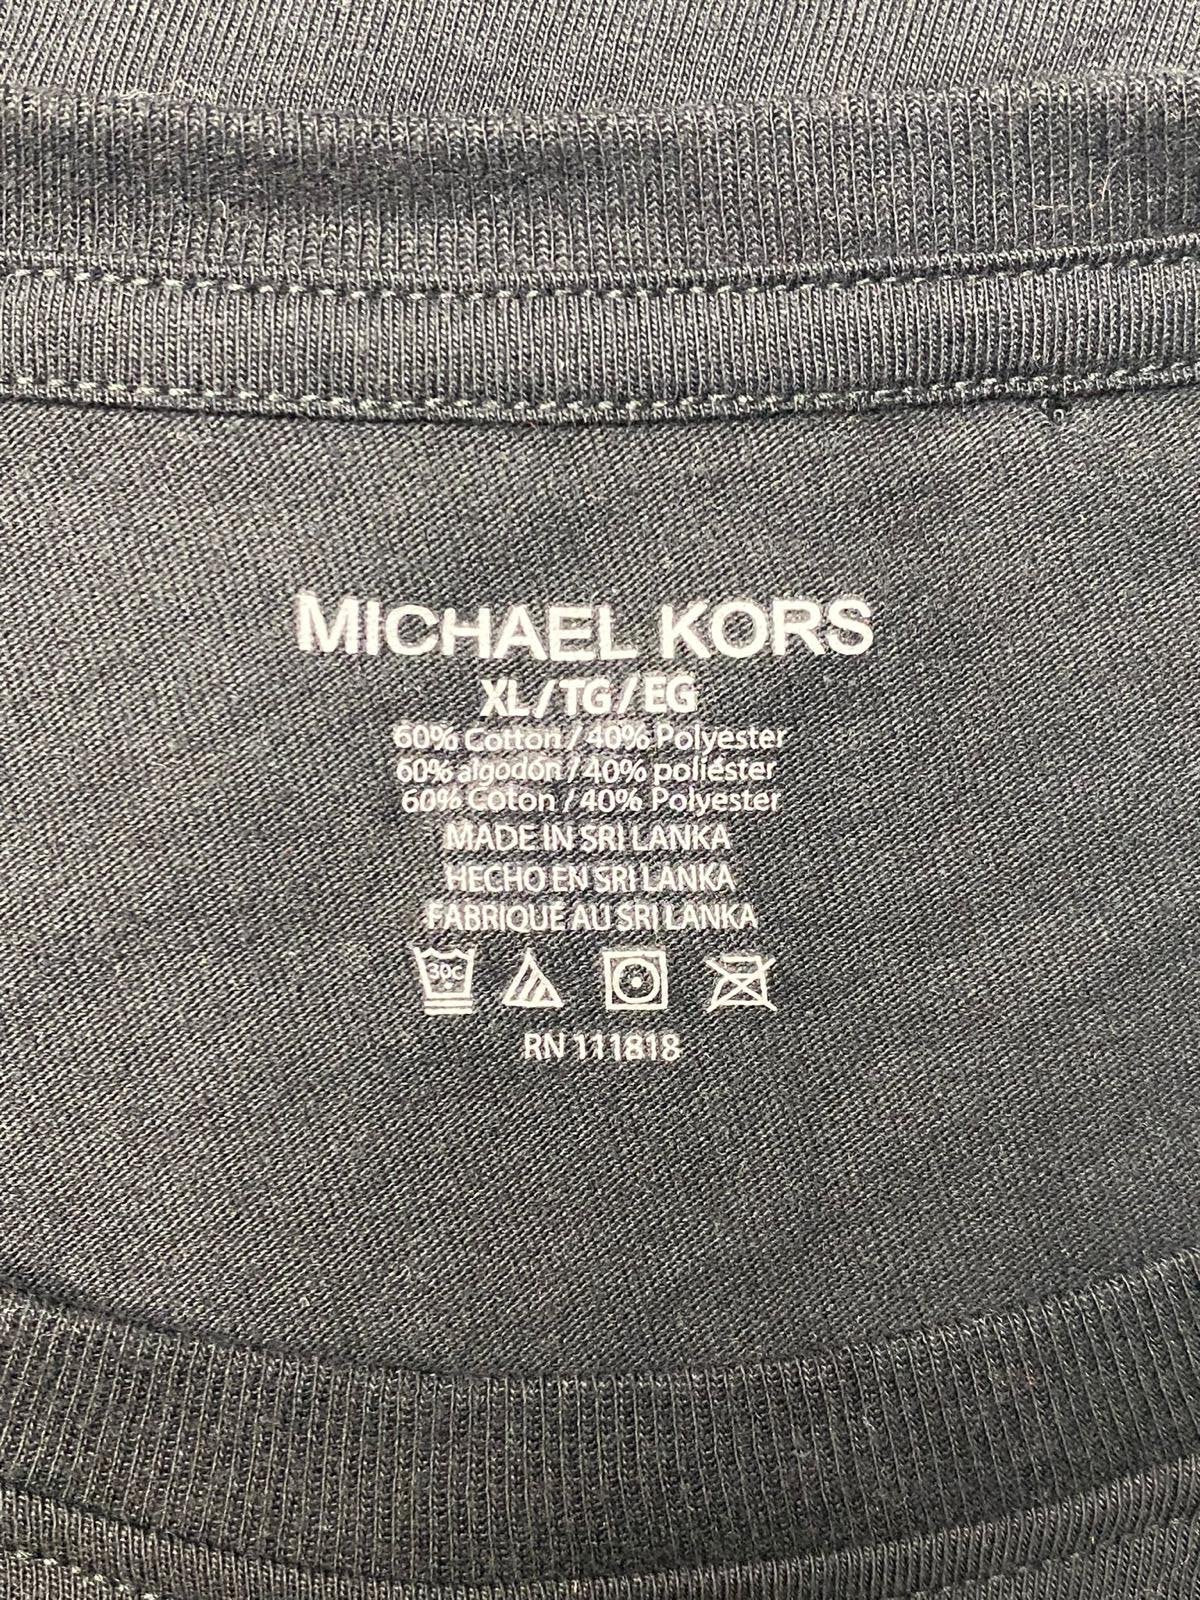 MICHAEL KORS
XL/TG/EG
60% Cotton / 40% Polyester
60% algodón / 40% poliéster
60% Coton / 40% Polyester
MADE IN SRI LANKA
HECHO EN SRI LANKA
FABRIQUÉ AU SRI LANKA
30C
RN 111818